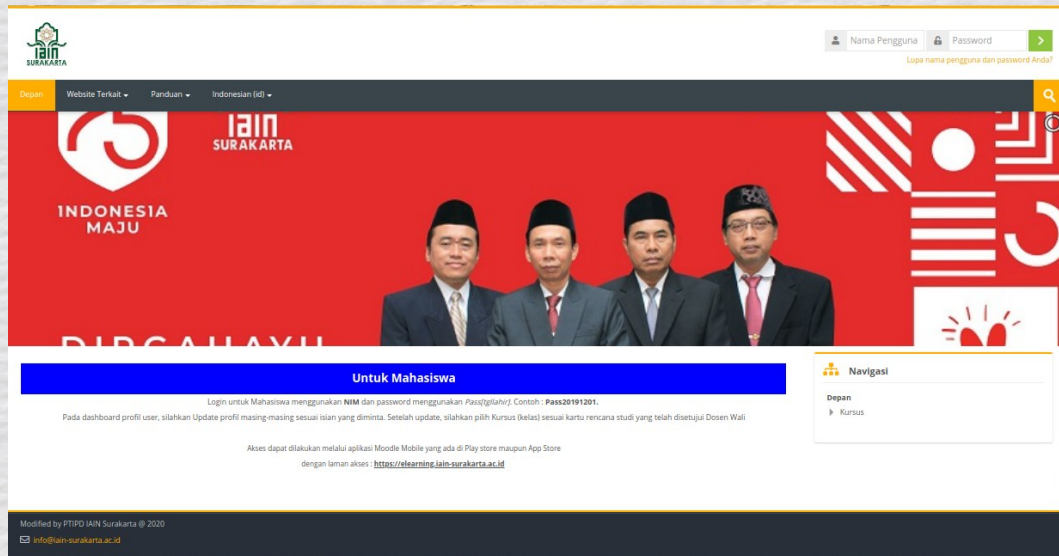 iain
SURAKARTA
Nama Pengguna
Password
Lupa nama pengguna dan password Anda?
Depan
Website Terkait
Panduan
Indonesian (id)
iain
SURAKARTA
INDONESIA
MAJU
DIRGAHAYU
Untuk Mahasiswa
Login untuk Mahasiswa menggunakan NIM dan password menggunakan Pass[tgllahir]. Contoh : Pass20191201.
Pada dashboard profil user, silahkan Update profil masing-masing sesuai isian yang diminta. Setelah update, silahkan pilih Kursus (kelas) sesuai kartu rencana studi yang telah disetujui Dosen Wali
Akses dapat dilakukan melalui aplikasi Moodle Mobile yang ada di Play store maupun App Store
dengan laman akses : https://elearning.iain-surakarta.ac.id
Navigasi
Depan
Kursus
Modified by PTIPD IAIN Surakarta @ 2020
info@iain-surakarta.ac.id